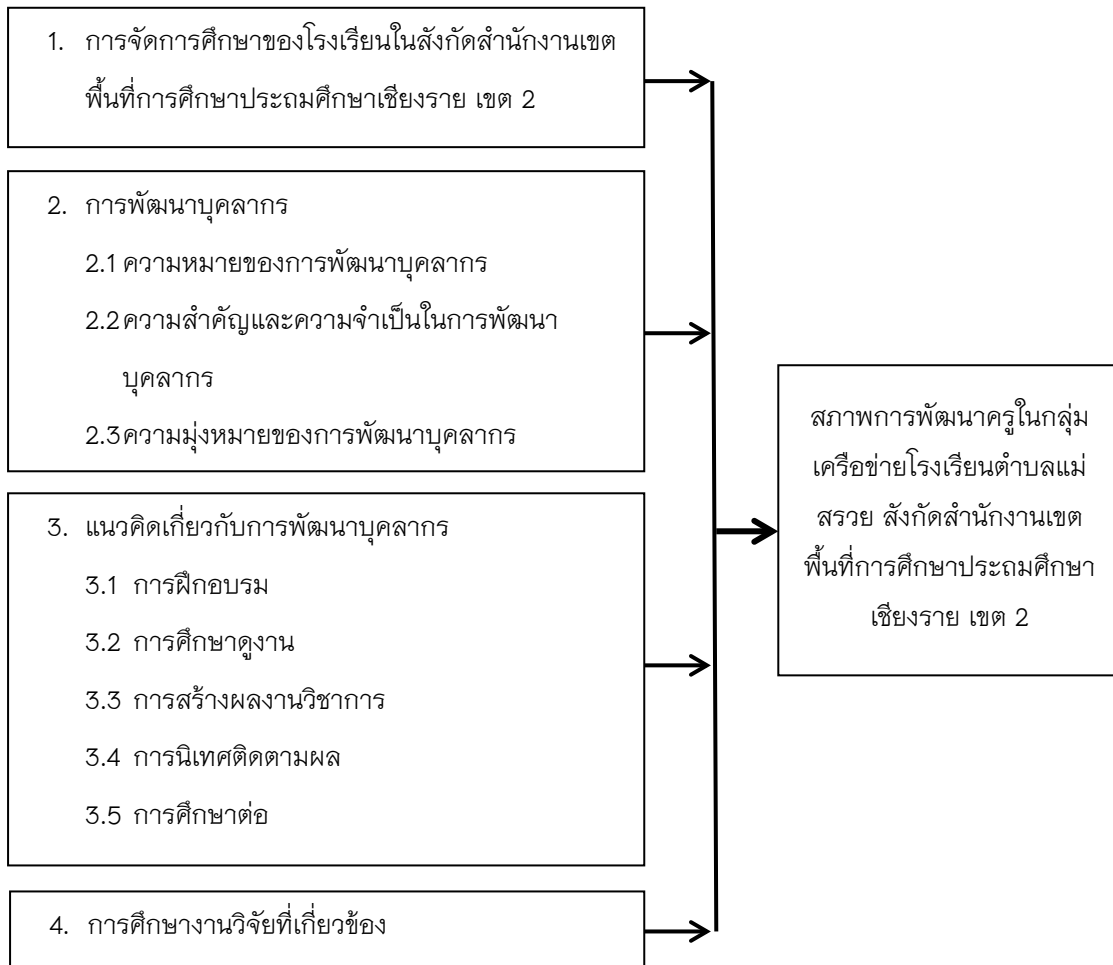 1. การจัดการศึกษาของโรงเรียนในสังกัดสำนักงานเขต
พื้นที่การศึกษาประถมศึกษาเชียงราย เขต 2
2. การพัฒนาบุคลากร
2.1 ความหมายของการพัฒนาบุคลากร
2.2 ความสำคัญและความจำเป็นในการพัฒนา
บุคลากร
2.3 ความมุ่งหมายของการพัฒนาบุคลากร
3. แนวคิดเกี่ยวกับการพัฒนาบุคลากร
3.1 การฝึกอบรม
3.2 การศึกษาดูงาน
3.3 การสร้างผลงานวิชาการ
3.4 การนิเทศติดตามผล
3.5 การศึกษาต่อ
4. การศึกษางานวิจัยที่เกี่ยวข้อง
สภาพการพัฒนาครูในกลุ่ม
เครือข่ายโรงเรียนตำบลแม่
สรวย สังกัดสำนักงานเขต
พื้นที่การศึกษาประถมศึกษา
เชียงราย เขต 2